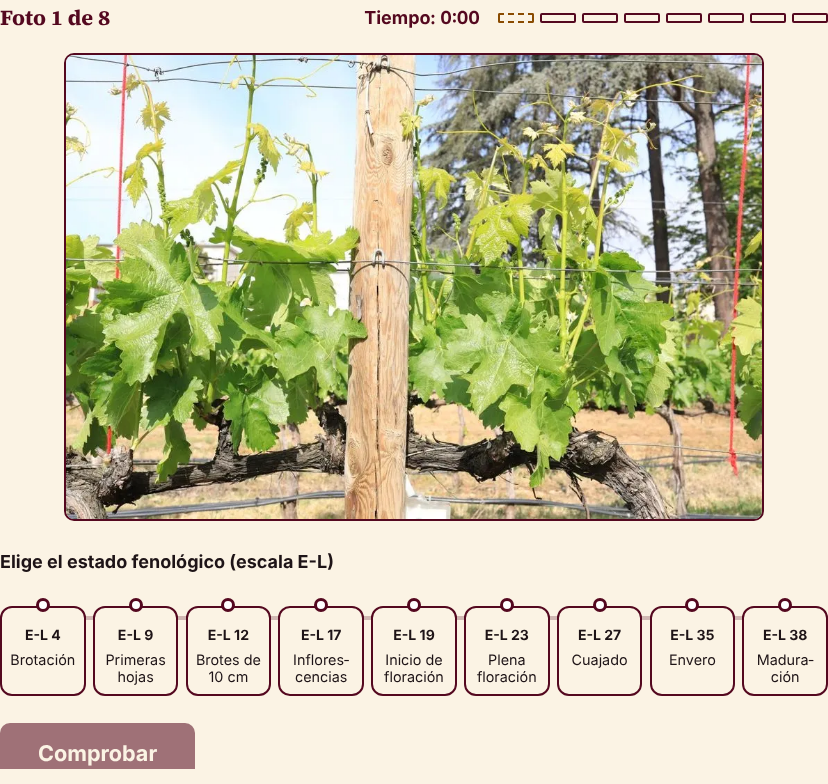 Foto 1 de 8
Tiempo: 0:00
Elige el estado fenológico (escala E-L)
E-L 4
Brotación
E-L 9
Primeras
hojas
E-L 12
Brotes de
10 cm
E-L 17
Inflores-
cencias
E-L 19
Inicio de
floración
E-L 23
Plena
floración
E-L 27
Cuajado
E-L 35
Envero
E-L 38
Madura-
ción
Comprobar